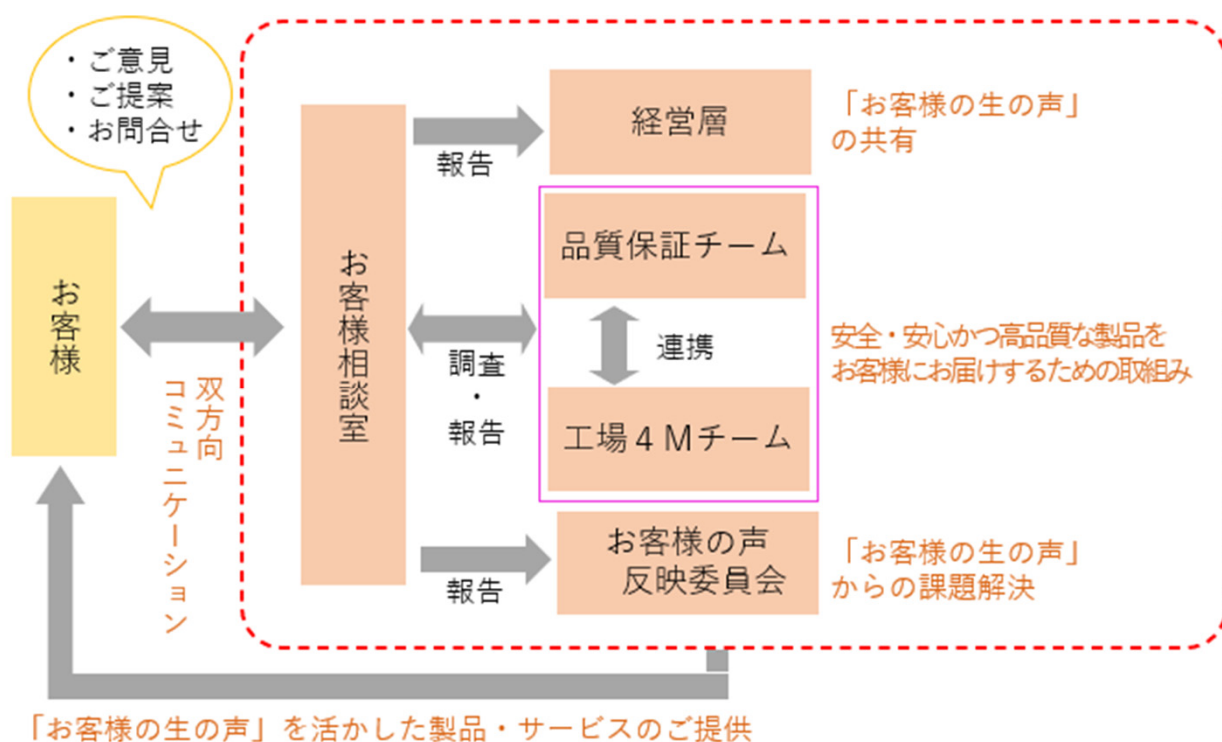 ・ご意見
・ご提案
・お問合せ
お客様
双方向
コミュニケーション
お客様相談室
報告
経営層
「お客様の生の声」
の共有
調査
・
報告
品質保証チーム
連携
工場４Ｍチーム
安全・安心かつ高品質な製品を
お客様にお届けするための取組み
報告
お客様の声
反映委員会
「お客様の生の声」
からの課題解決
「お客様の生の声」を活かした製品・サービスのご提供